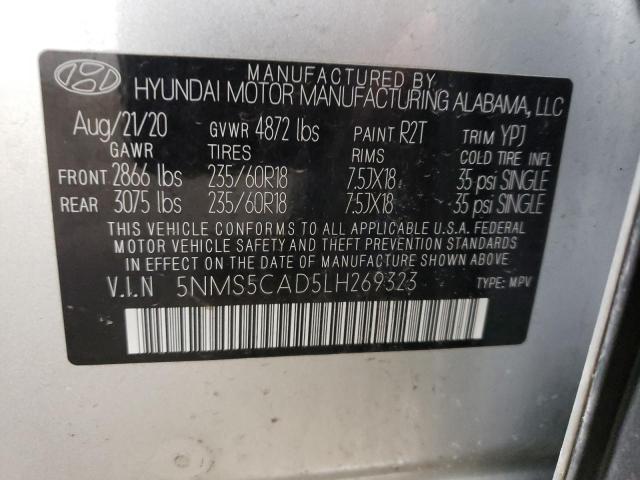 MANUFACTURED BY
HYUNDAI MOTOR MANUFACTURING ALABAMA, LLC
Aug/21/20 GVWR 4872 lbs PAINT R2T TRIM YPJ
GAWR TIRES RIMS COLD TIRE INFL
FRONT 2866 lbs 235/60R18 7.5JX18 35 psi SINGLE
REAR 3075 lbs 235/60R18 7.5JX18 35 psi SINGLE
THIS VEHICLE CONFORMS TO ALL APPLICABLE U.S.A. FEDERAL
MOTOR VEHICLE SAFETY AND THEFT PREVENTION STANDARDS
IN EFFECT ON THE DATE OF MANUFACTURE SHOWN ABOVE
V.I.N 5NMS5CAD5LH269323 TYPE: MPV